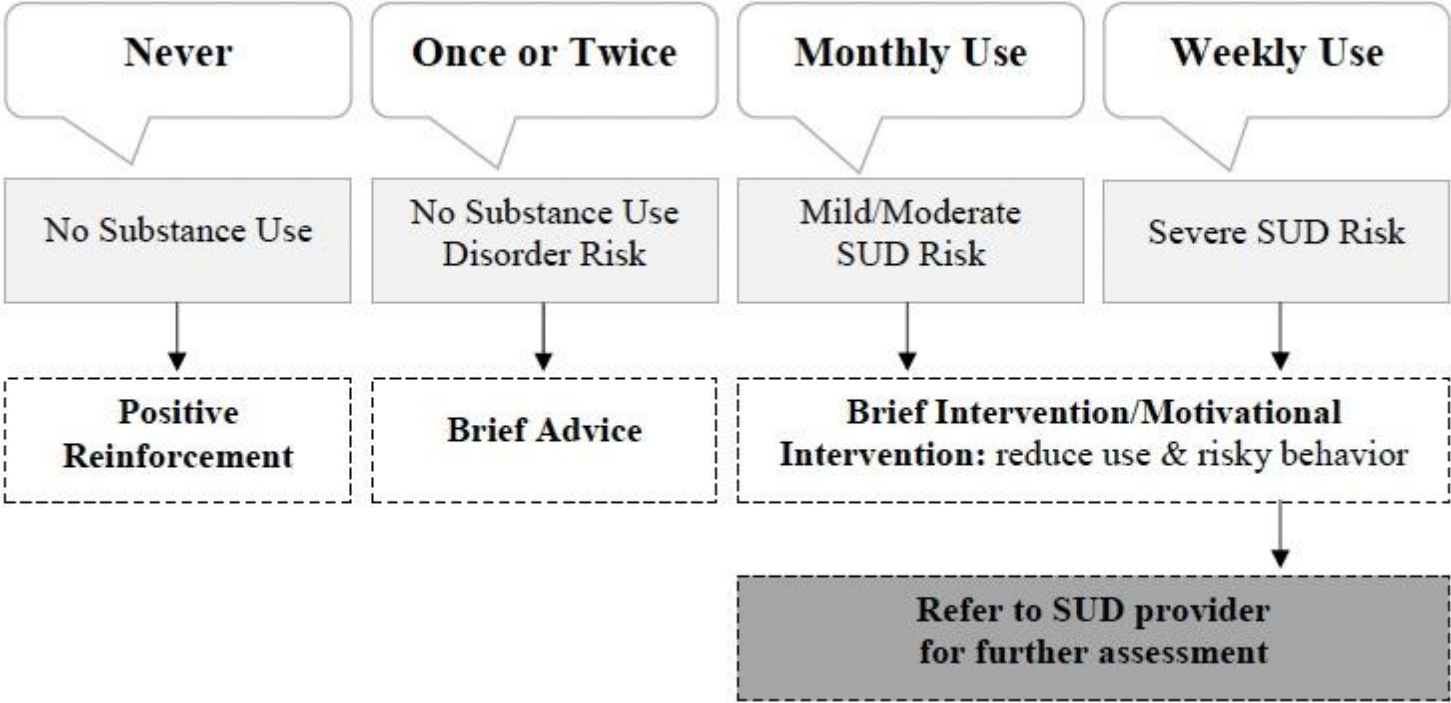 Never
Once or Twice
Monthly Use
Weekly Use
No Substance Use
No Substance Use
Disorder Risk
Mild/Moderate
SUD Risk
Severe SUD Risk
Positive
Reinforcement
Brief Advice
Brief Intervention/Motivational
Intervention: reduce use & risky behavior
Refer to SUD provider
for further assessment